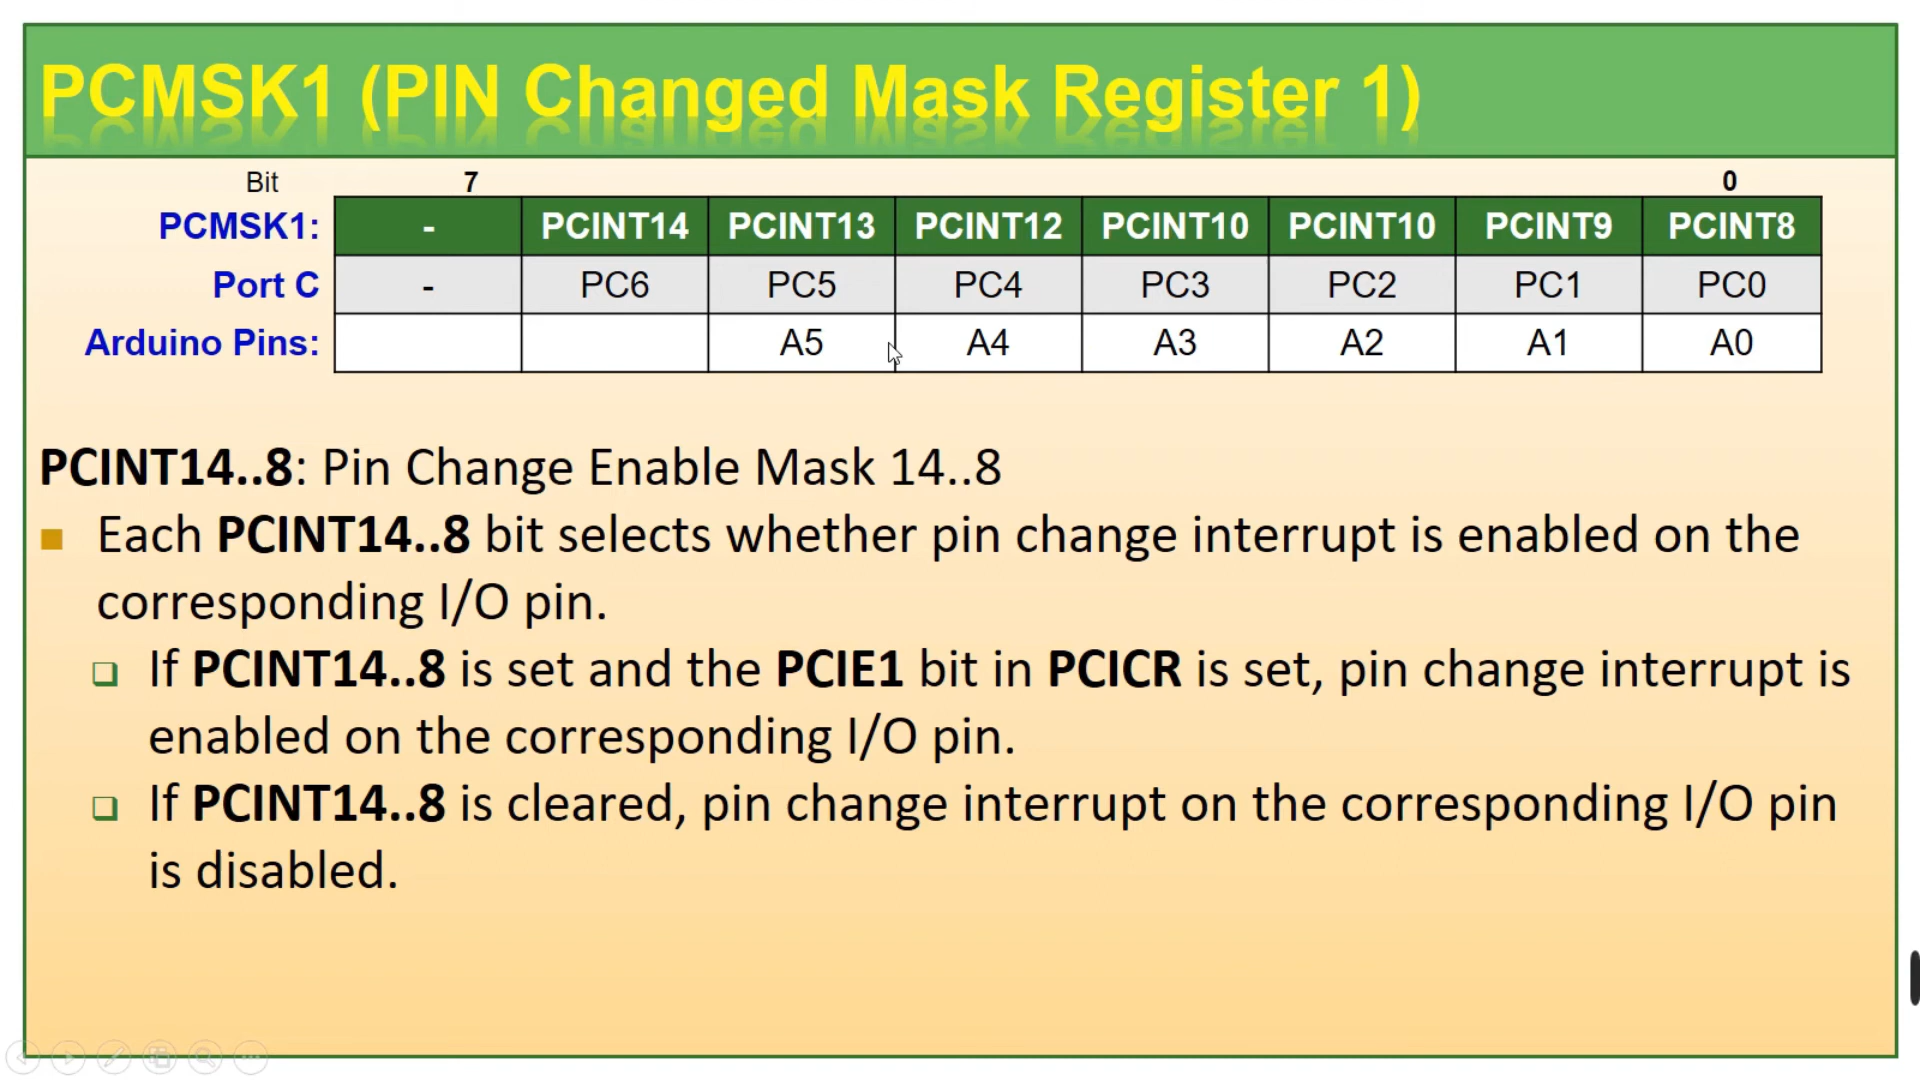 PCMSK1 (PIN Changed Mask Register 1)
Bit 7 0
PCMSK1: - PCINT14 PCINT13 PCINT12 PCINT10 PCINT10 PCINT9 PCINT8
Port C - PC6 PC5 PC4 PC3 PC2 PC1 PC0
Arduino Pins: A5 A4 A3 A2 A1 A0
PCINT14..8: Pin Change Enable Mask 14..8
Each PCINT14..8 bit selects whether pin change interrupt is enabled on the
corresponding I/O pin.
If PCINT14..8 is set and the PCIE1 bit in PCICR is set, pin change interrupt is
enabled on the corresponding I/O pin.
If PCINT14..8 is cleared, pin change interrupt on the corresponding I/O pin
is disabled.